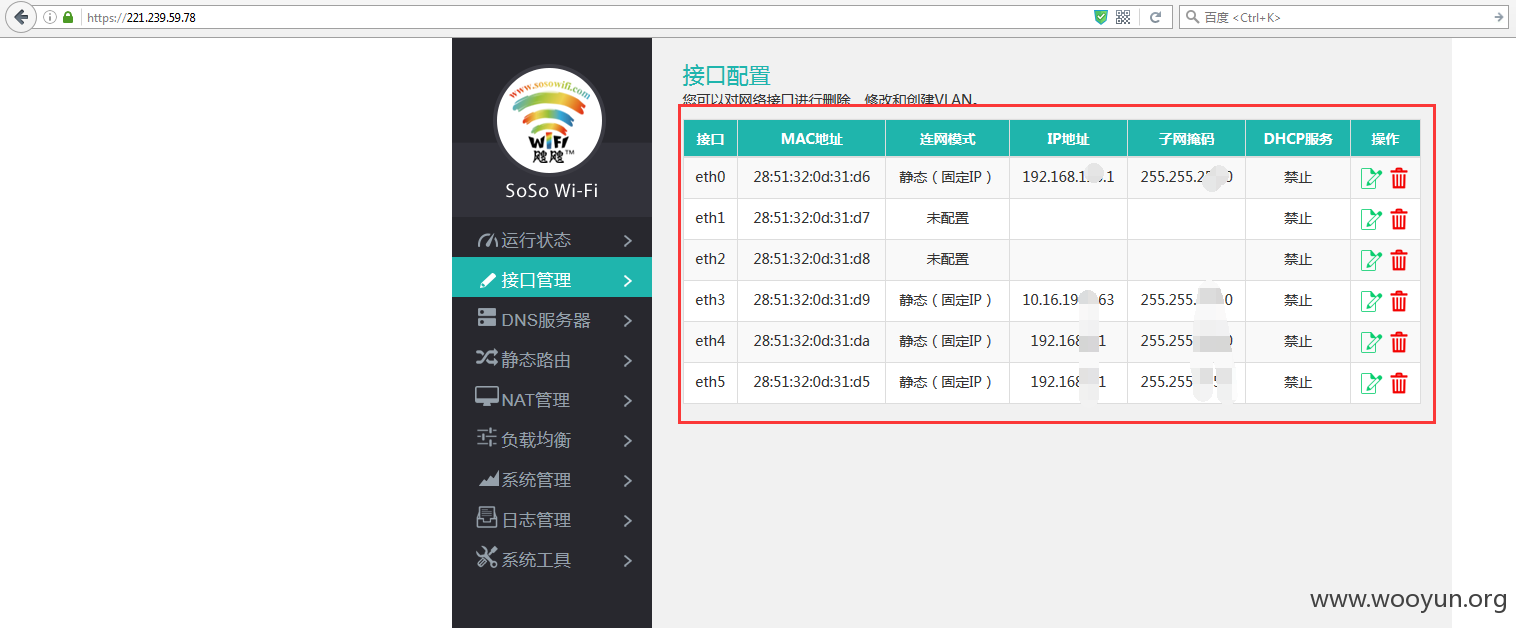 https://221.239.59.78
百度 <Ctrl+K>
www.sosowifi.com
WiFi
飕飕™
SoSo Wi-Fi
运行状态
接口管理
DNS服务器
静态路由
NAT管理
负载均衡
系统管理
日志管理
系统工具
接口配置
您可以对网络接口进行删除、修改和创建VLAN。
接口 MAC地址 连网模式 IP地址 子网掩码 DHCP服务 操作
eth0 28:51:32:0d:31:d6 静态（固定IP） 192.168.1 .1 255.255.2 0 禁止
eth1 28:51:32:0d:31:d7 未配置 禁止
eth2 28:51:32:0d:31:d8 未配置 禁止
eth3 28:51:32:0d:31:d9 静态（固定IP） 10.16.19 63 255.255. 0 禁止
eth4 28:51:32:0d:31:da 静态（固定IP） 192.168 1 255.255 0 禁止
eth5 28:51:32:0d:31:d5 静态（固定IP） 192.168 1 255.255 禁止
www.wooyun.org